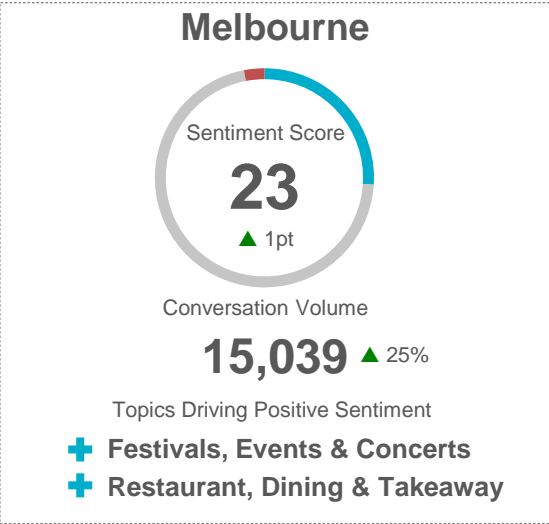 Melbourne
Sentiment Score
23
▲ 1pt
Conversation Volume
15,039 ▲ 25%
Topics Driving Positive Sentiment
Festivals, Events & Concerts
Restaurant, Dining & Takeaway